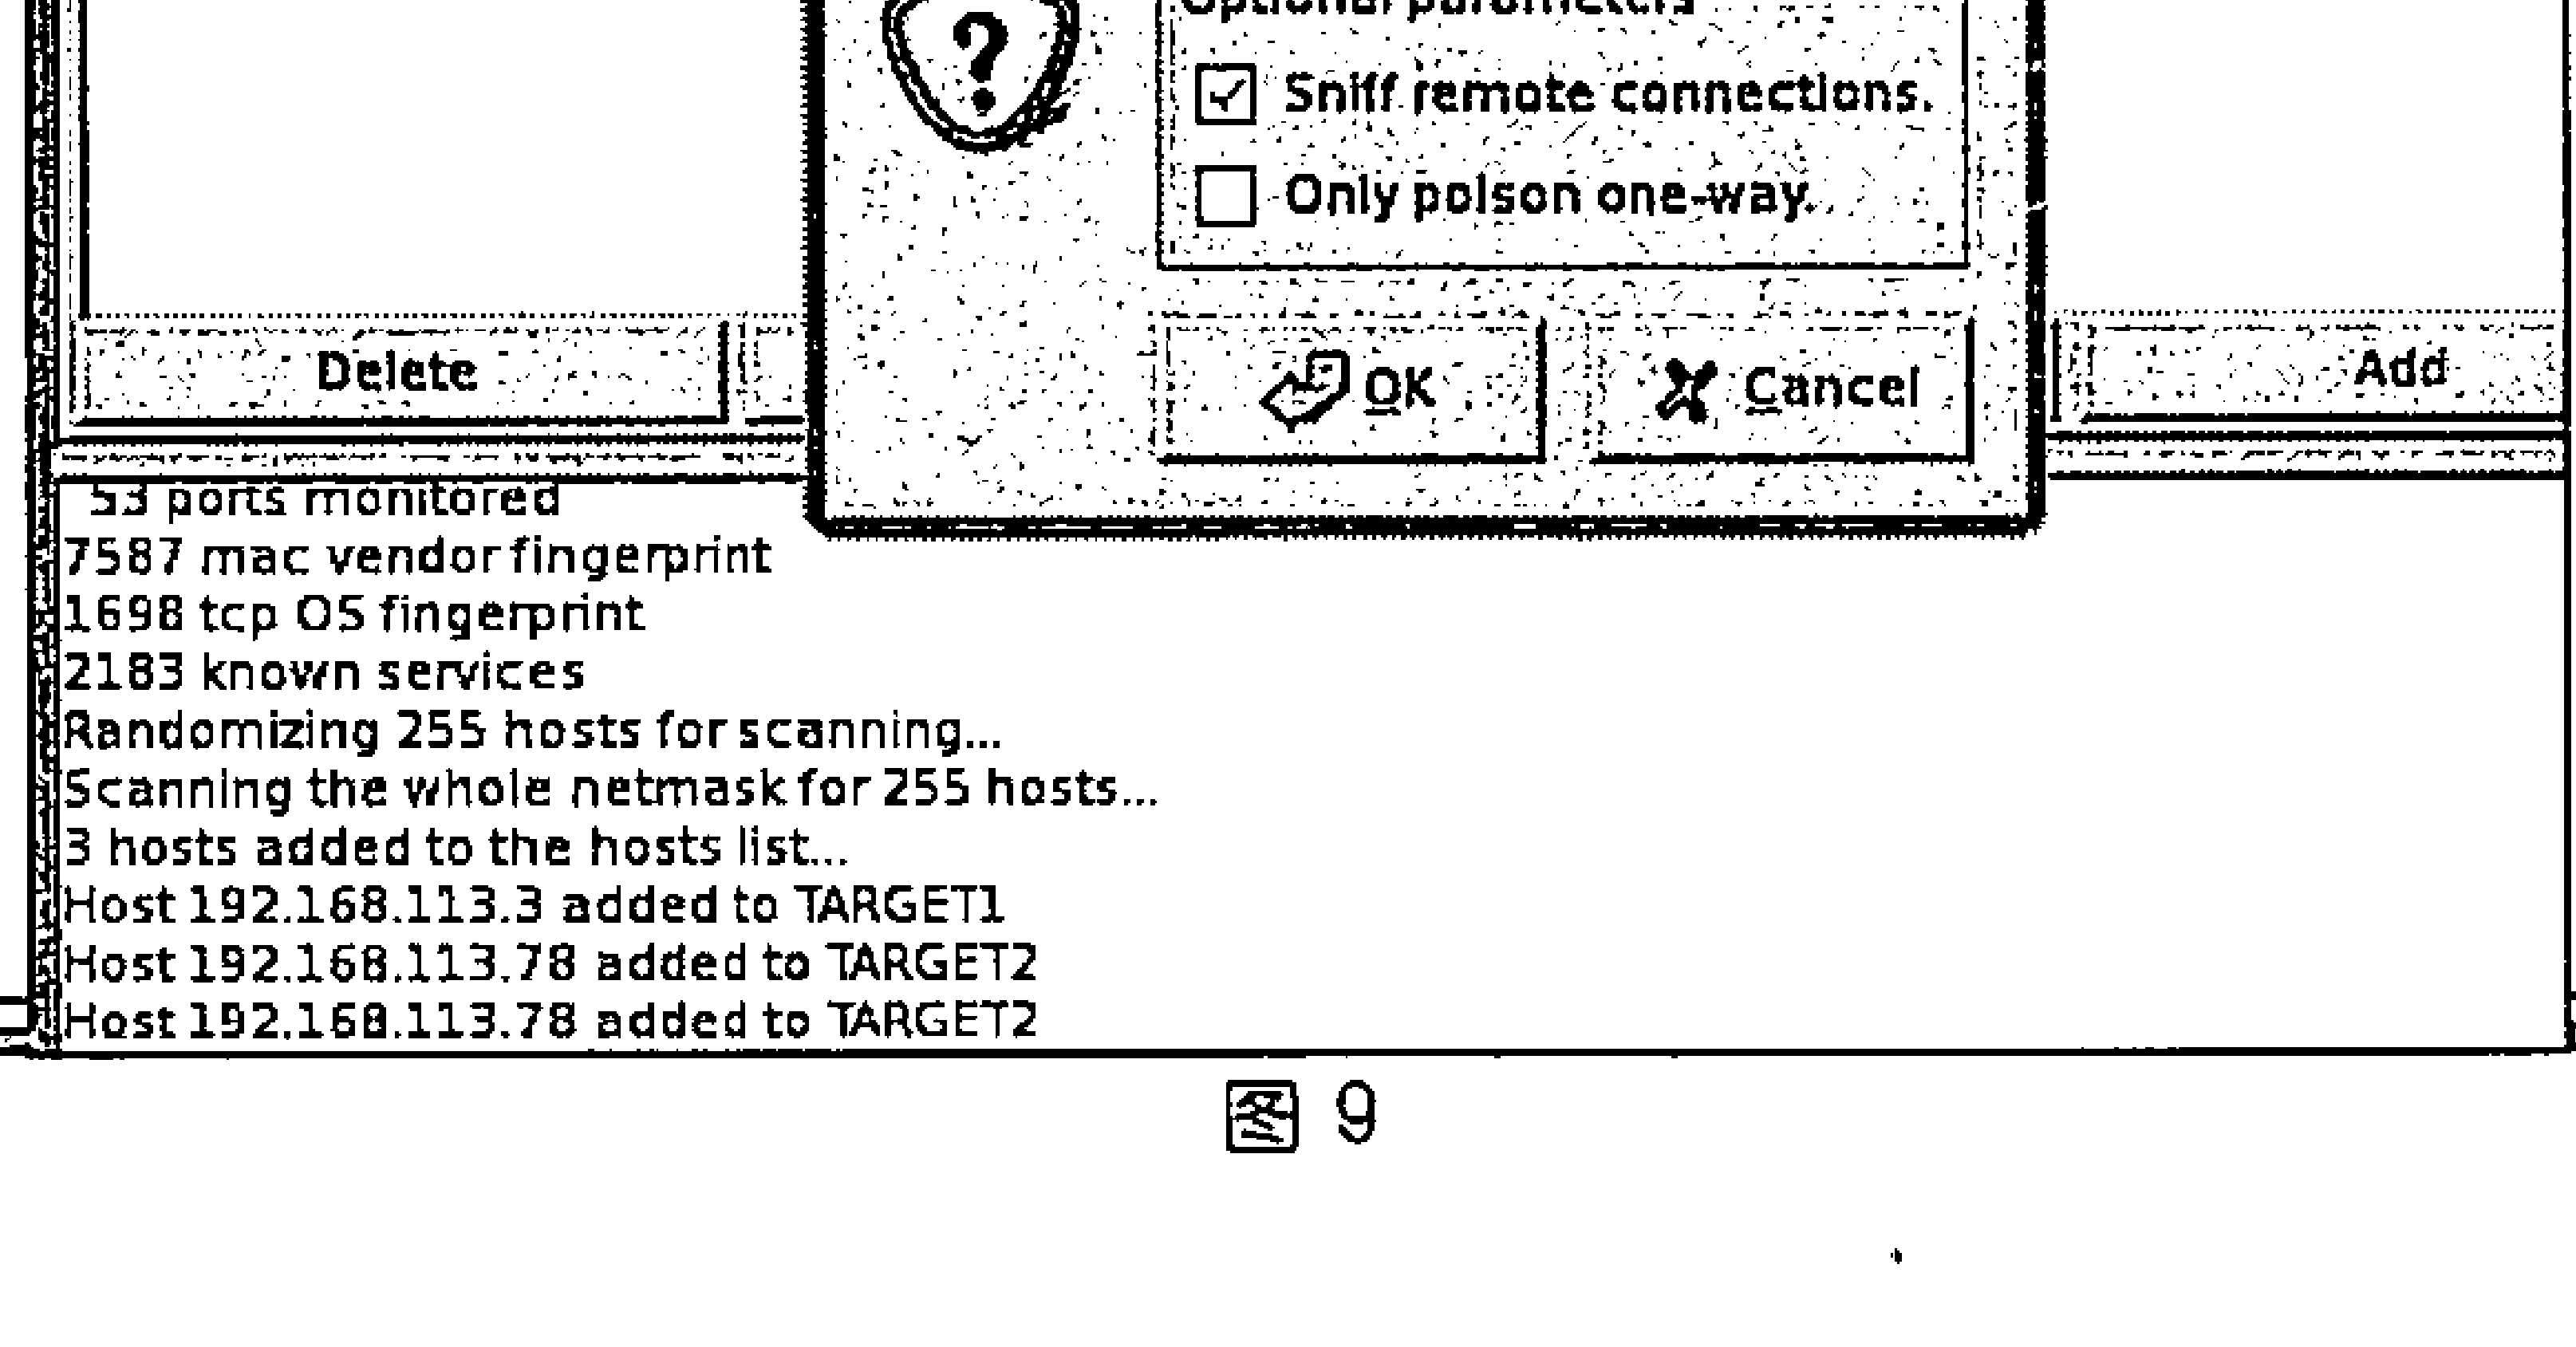 Optional parameters
Sniff remote connections.
Only poison one-way.
Delete
OK
Cancel
Add
53 ports monitored
7587 mac vendor fingerprint
1698 tcp OS fingerprint
2183 known services
Randomizing 255 hosts for scanning...
Scanning the whole netmask for 255 hosts...
3 hosts added to the hosts list...
Host 192.168.113.3 added to TARGET1
Host 192.168.113.78 added to TARGET2
Host 192.168.113.78 added to TARGET2
图 9